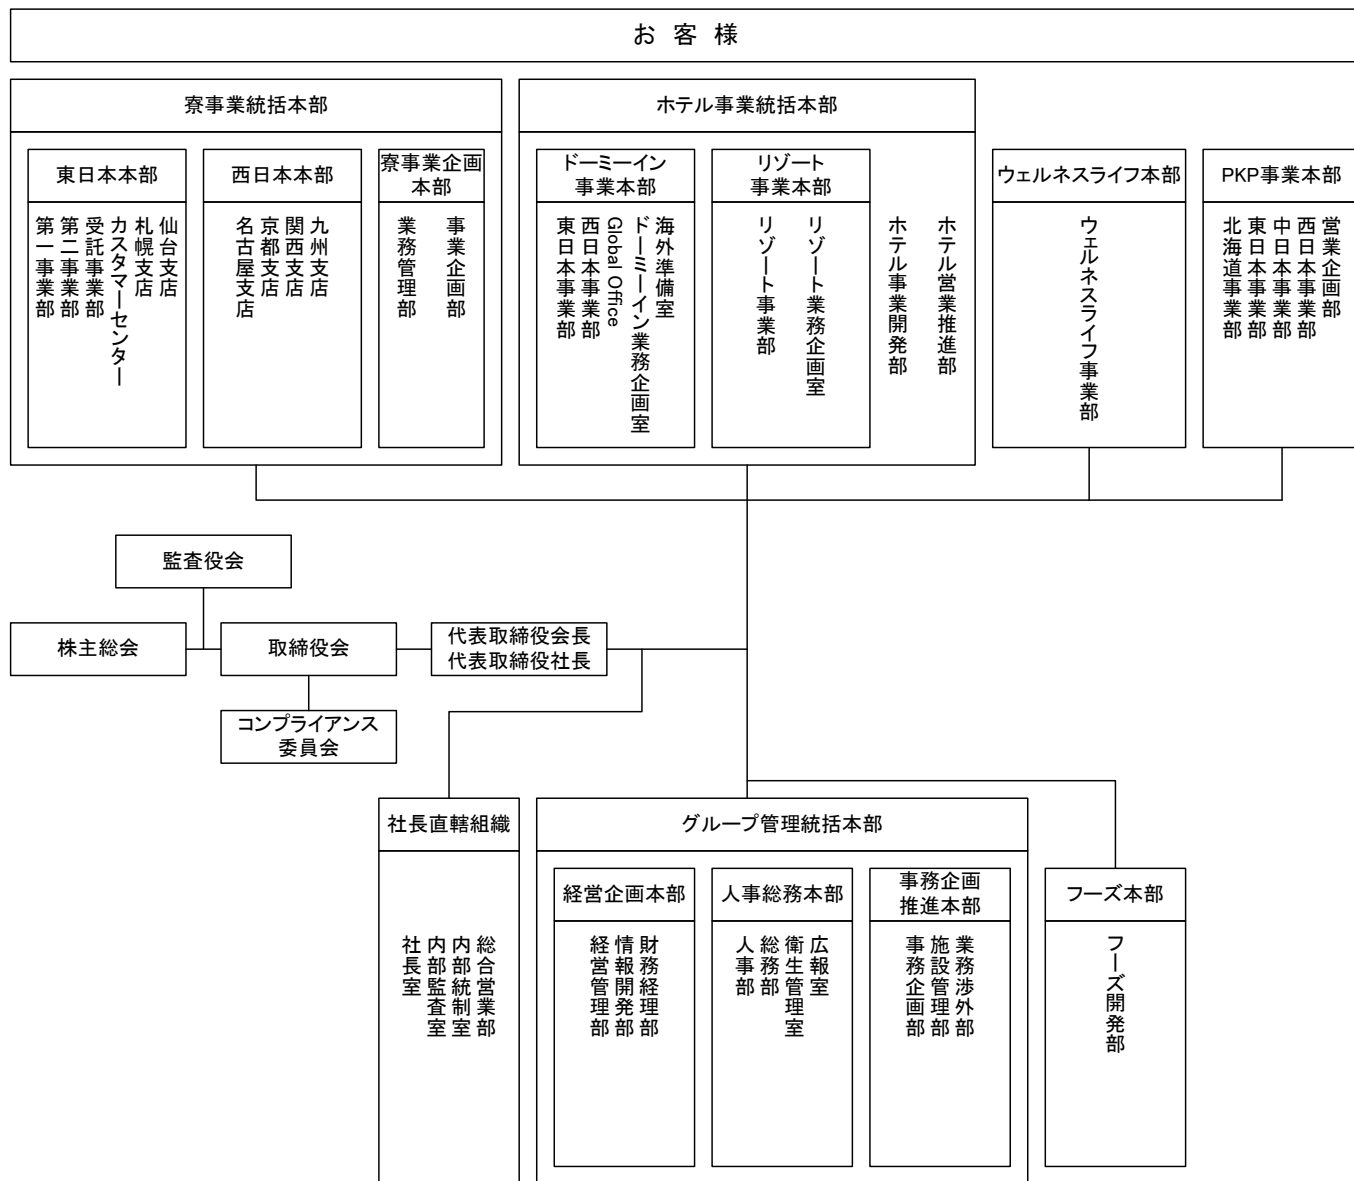 お客様
寮事業統括本部
東日本本部
第一事業部
第二事業部
受託事業部
カスタマーセンター
札幌支店
仙台支店
西日本本部
名古屋支店
京都支店
関西支店
九州支店
寮事業企画
本部
業務管理部
事業企画部
ホテル事業統括本部
ドーミーイン
事業本部
東日本事業部
西日本事業部
Global Office
ドーミーイン業務企画室
海外準備室
リゾート
事業本部
リゾート事業部
リゾート業務企画室
ホテル事業開発部
ホテル営業推進部
ウェルネスライフ本部
ウェルネスライフ事業部
PKP事業本部
北海道事業部
東日本事業部
中日本事業部
西日本事業部
営業企画部
監査役会
株主総会
取締役会
代表取締役会長
代表取締役社長
コンプライアンス
委員会
社長直轄組織
社長室
内部監査室
内部統制室
総合営業部
グループ管理統括本部
経営企画本部
経営管理部
情報開発部
財務経理部
人事総務本部
人事部
総務部
衛生管理室
広報室
事務企画
推進本部
事務企画部
施設管理部
業務渉外部
フーズ本部
フーズ開発部